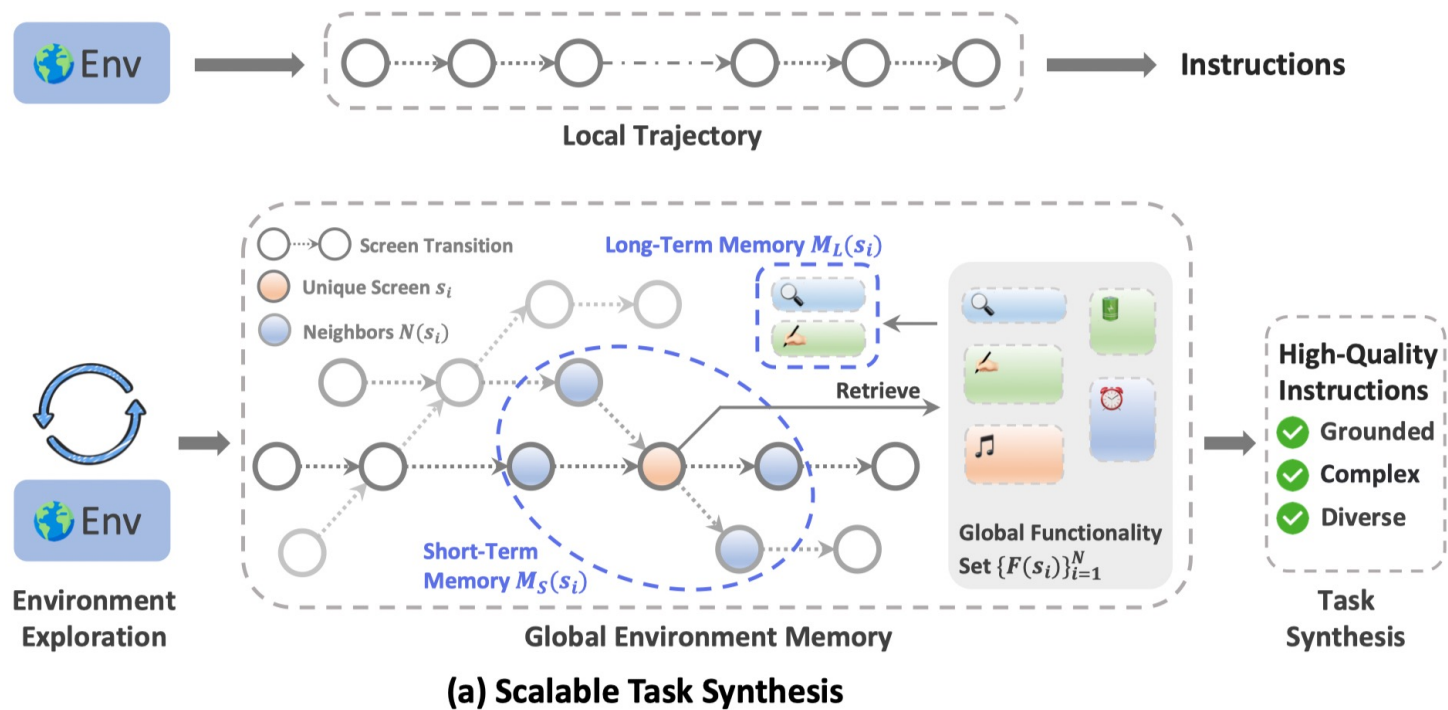 Env
Instructions
Local Trajectory
Screen Transition
Unique Screen $s_i$
Neighbors $N(s_i)$
Long-Term Memory $M_L(s_i)$
Retrieve
Short-Term
Memory $M_S(s_i)$
Global Functionality
Set $\{F(s_i)\}_{i=1}^{N}$
Env
Environment
Exploration
Global Environment Memory
High-Quality
Instructions
Grounded
Complex
Diverse
Task
Synthesis
(a) Scalable Task Synthesis